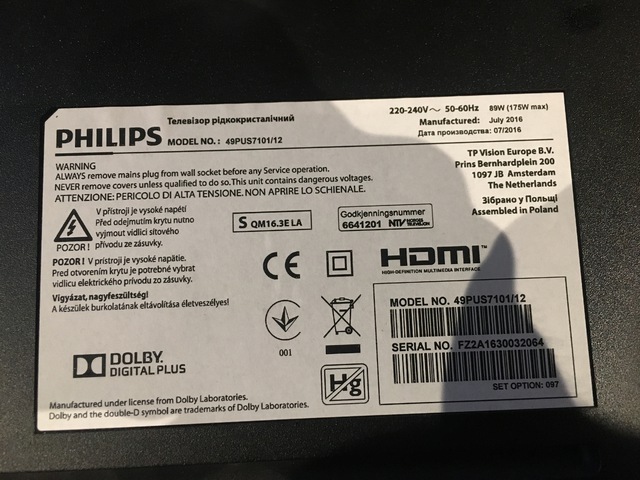 Телевізор рідкокристалічний
PHILIPS
MODEL NO. : 49PUS7101/12
220-240V ~ 50-60Hz 89W (175W max)
Manufactured: July 2016
Дата производства: 07/2016
WARNING
ALWAYS remove mains plug from wall socket before any Service operation.
NEVER remove covers unless qualified to do so. This unit contains dangerous voltages.
ATTENZIONE: PERICOLO DI ALTA TENSIONE. NON APRIRE LO SCHIENALE.
TP Vision Europe B.V.
Prins Bernhardplein 200
1097 JB Amsterdam
The Netherlands
Зібрано у Польщі
Assembled in Poland
V přístroji je vysoké napětí
Před odejmutím krytu nutno
vyjmout vidlici síťového
přívodu ze zásuvky.
POZOR !
POZOR ! V prístroji je vysoké napätie.
Pred otvorením krytu je potrebné vybrat
vidlicu elektrického prívodu zo zásuvky.
Vigyázat, nagyfeszültség!
A készülek burkolatának eltávolítása életveszélyes!
S QM16.3E LA
Godkjenningsnummer
6641201 NTV
CE
HDMI™
HIGH-DEFINITION MULTIMEDIA INTERFACE
001
Hg
MODEL NO. 49PUS7101/12
SERIAL NO. FZ2A1630032064
SET OPTION: 097
DOLBY
DIGITAL PLUS
Manufactured under license from Dolby Laboratories.
Dolby and the double-D symbol are trademarks of Dolby Laboratories.